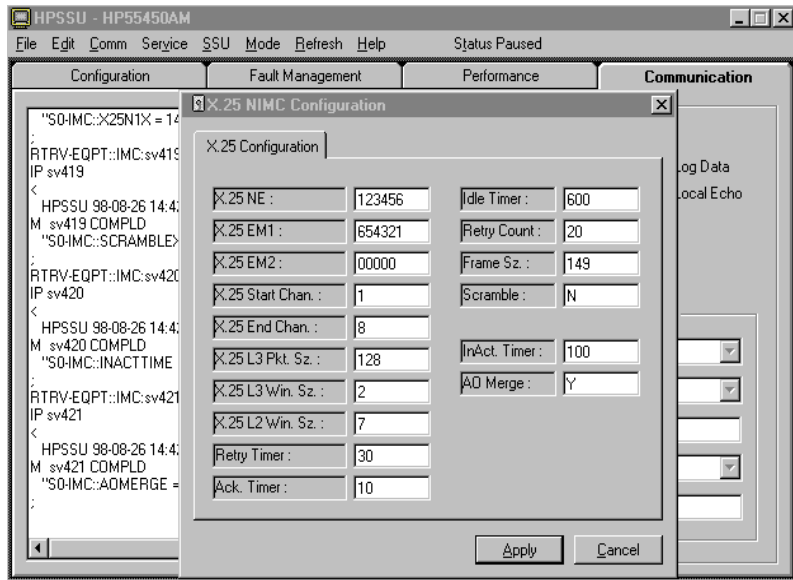 HPSSU - HP55450AM
File Edit Comm Service SSU Mode Refresh Help Status Paused
Configuration Fault Management Performance Communication
"S0-IMC::X25N1X = 14
;
RTRV-EQPT::IMC:sv419
IP sv419
<
HPSSU 98-08-26 14:42
M sv419 COMPLD
"S0-IMC::SCRAMBLEX
;
RTRV-EQPT::IMC:sv420
IP sv420
<
HPSSU 98-08-26 14:42
M sv420 COMPLD
"S0-IMC::INACTTIME
;
RTRV-EQPT::IMC:sv421
IP sv421
<
HPSSU 98-08-26 14:42
M sv421 COMPLD
"S0-IMC::AOMERGE =
;
X.25 NIMC Configuration
X.25 Configuration
X.25 NE : 123456
X.25 EM1 : 654321
X.25 EM2 : 00000
X.25 Start Chan. : 1
X.25 End Chan. : 8
X.25 L3 Pkt. Sz. : 128
X.25 L3 Win. Sz. : 2
X.25 L2 Win. Sz. : 7
Retry Timer : 30
Ack. Timer : 10
Idle Timer : 600
Retry Count : 20
Frame Sz. : 149
Scramble : N
InAct. Timer : 100
AO Merge : Y
Apply Cancel
Log Data
Local Echo